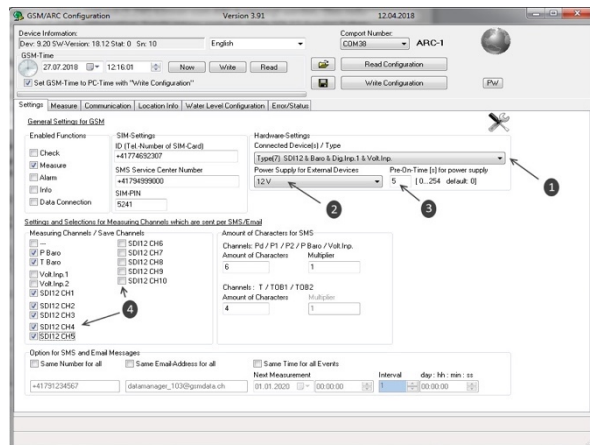 GSM/ARC Configuration Version 3.91 12.04.2018
Device Information: Comport Number:
Dev: 9.20 SW-Version: 18.12 Stat: 0 Sn: 10 English COM38 ARC-1
GSM-Time
27.07.2018 12:16:01 Now Write Read Read Configuration
Set GSM-Time to PC-Time with "Write Configuration" Write Configuration PW
Settings Measure Communication Location Info Water Level Configuration Error/Status
General Settings for GSM
Enabled Functions SIM-Settings Hardware-Settings
ID (Tel.-Number of SIM-Card) Connected Device(s) / Type
Check +41774692307 Type(7) SDI12 & Baro & Dig.Inp.1 & Volt Inp.
Measure SMS Service Center Number Power Supply for External Devices Pre-On-Time [s] for power supply
Alarm +41794999000 12 V 5 [ 0...254 default: 0]
Info SIM-PIN
Data Connection 5241
1
2
3
Settings and Selections for Measuring Channels which are sent per SMS/Email
Measuring Channels / Save Channels Amount of Characters for SMS
--- SDI12 CH6 Channels: Pd / P1 / P2 / P Baro / Volt.Inp.
P Baro SDI12 CH7 Amount of Characters Multiplier
T Baro SDI12 CH8 6 1
Volt.Inp.1 SDI12 CH9
Volt.Inp.2 SDI12 CH10 Channels : T / TOB1 / TOB2
SDI12 CH1 Amount of Characters Multiplier
SDI12 CH2 4 1
SDI12 CH3
SDI12 CH4
SDI12 CH5
4
Option for SMS and Email Messages
Same Number for all Same Email-Address for all Same Time for all Events
Next Measurement Interval day : hh : min : ss
+41791234567 datamanager_103@gsmdata.ch 01.01.2020 00:00:00 1 00:00:00